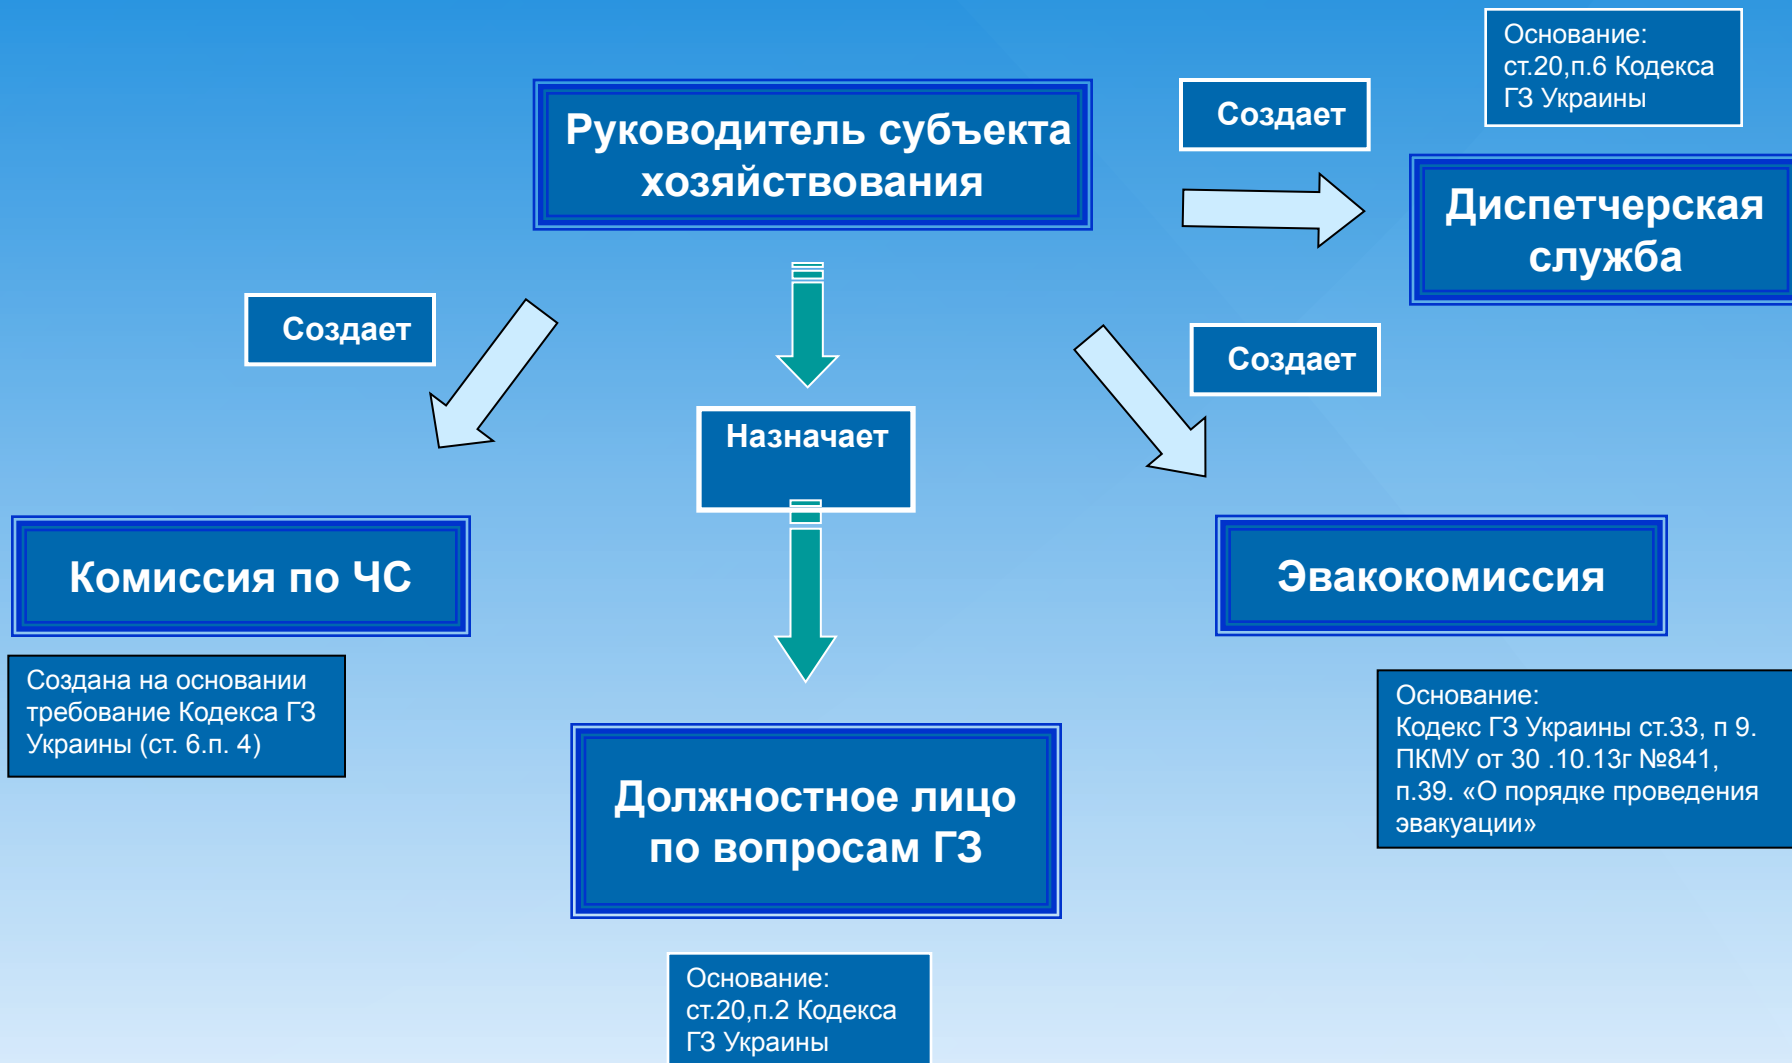 Основание:
ст.20,п.6 Кодекса
ГЗ Украины
Руководитель субъекта
хозяйствования
Создает
Диспетчерская
служба
Создает
Создает
Назначает
Комиссия по ЧС
Эвакокомиссия
Создана на основании
требование Кодекса ГЗ
Украины (ст. 6.п. 4)
Основание:
Кодекс ГЗ Украины ст.33, п 9.
ПКМУ от 30 .10.13г №841,
п.39. «О порядке проведения
эвакуации»
Должностное лицо
по вопросам ГЗ
Основание:
ст.20,п.2 Кодекса
ГЗ Украины